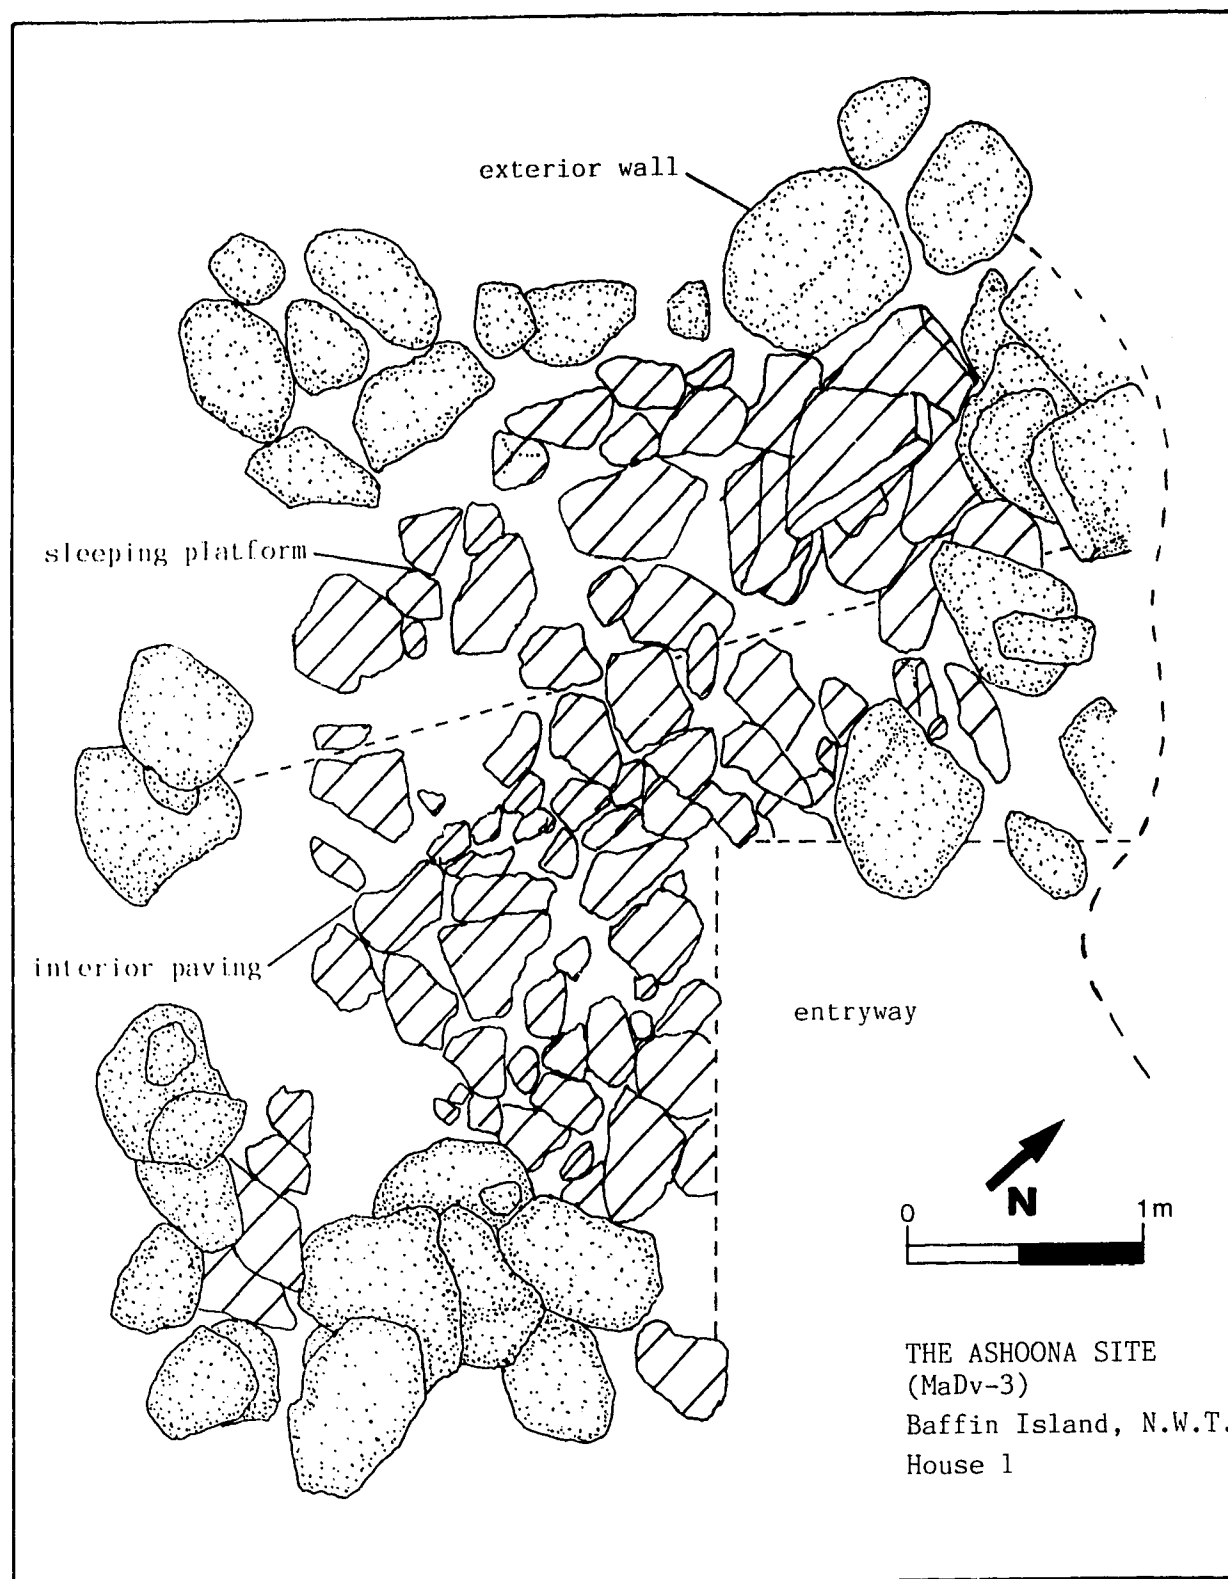 exterior wall
sleeping platform
interior paving
entryway
N
0 1m
THE ASHOONA SITE
(MaDv-3)
Baffin Island, N.W.T.
House 1